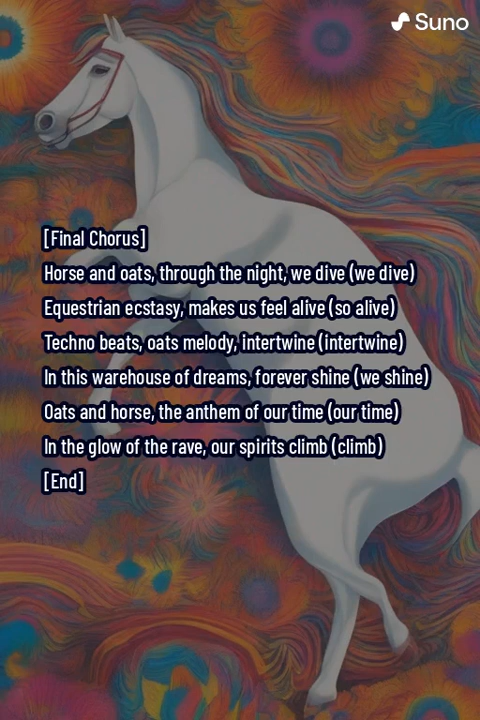 Suno
[Final Chorus]
Horse and oats, through the night, we dive (we dive)
Equestrian ecstasy, makes us feel alive (so alive)
Techno beats, oats melody, intertwine (intertwine)
In this warehouse of dreams, forever shine (we shine)
Oats and horse, the anthem of our time (our time)
In the glow of the rave, our spirits climb (climb)
[End]